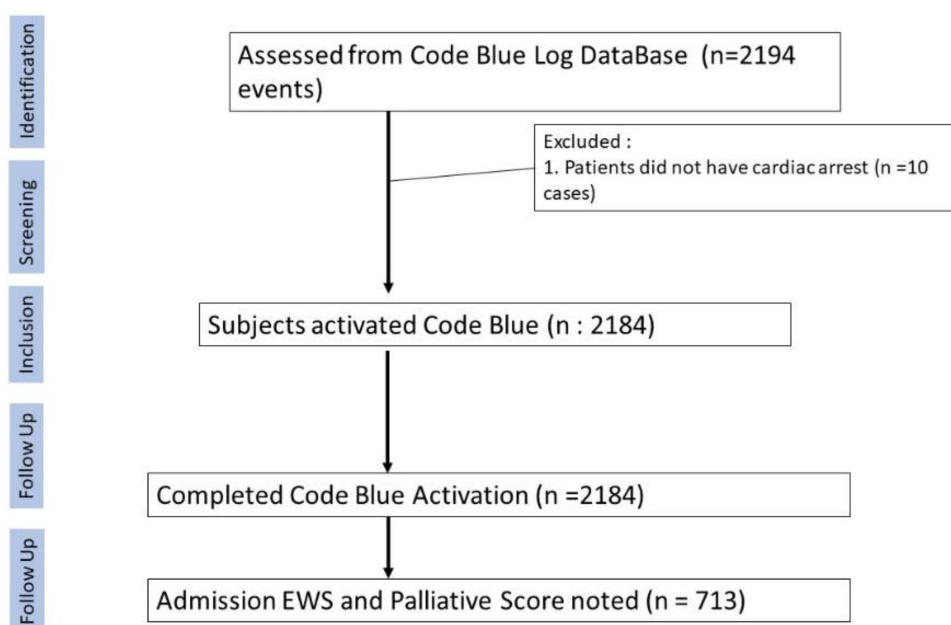 Identification
Assessed from Code Blue Log DataBase (n=2194
events)
Excluded :
1. Patients did not have cardiac arrest (n =10
cases)
Screening
Inclusion
Subjects activated Code Blue (n : 2184)
Follow Up
Completed Code Blue Activation (n =2184)
Follow Up
Admission EWS and Palliative Score noted (n = 713)